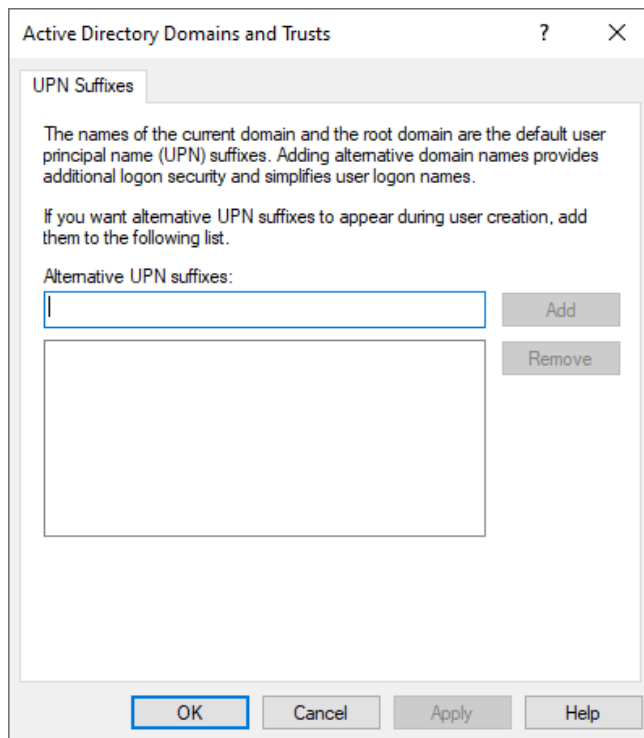 Active Directory Domains and Trusts
?
UPN Suffixes
The names of the current domain and the root domain are the default user
principal name (UPN) suffixes. Adding alternative domain names provides
additional logon security and simplifies user logon names.
If you want alternative UPN suffixes to appear during user creation, add
them to the following list.
Alternative UPN suffixes:
Add
Remove
OK
Cancel
Apply
Help